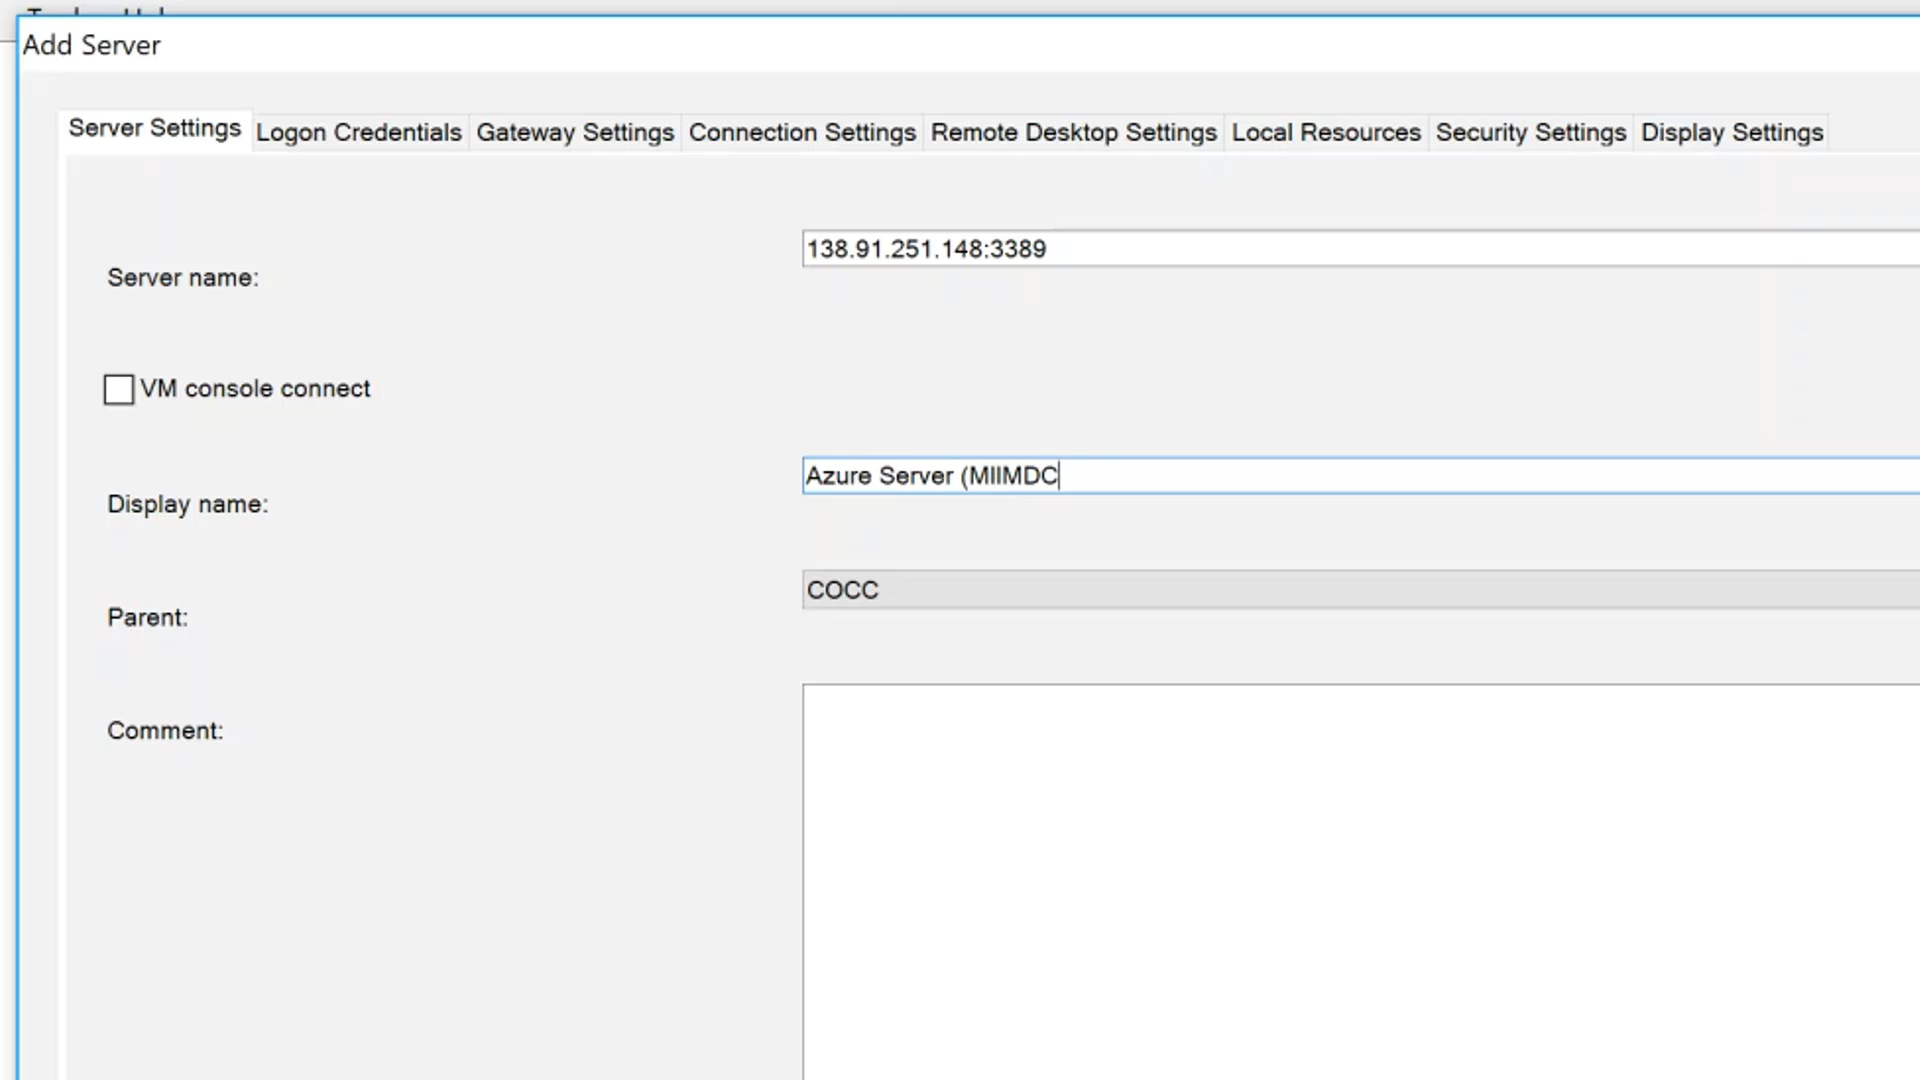 Add Server
Server Settings Logon Credentials Gateway Settings Connection Settings Remote Desktop Settings Local Resources Security Settings Display Settings
138.91.251.148:3389
Server name:
VM console connect
Azure Server (MIIMDC
Display name:
COCC
Parent:
Comment: